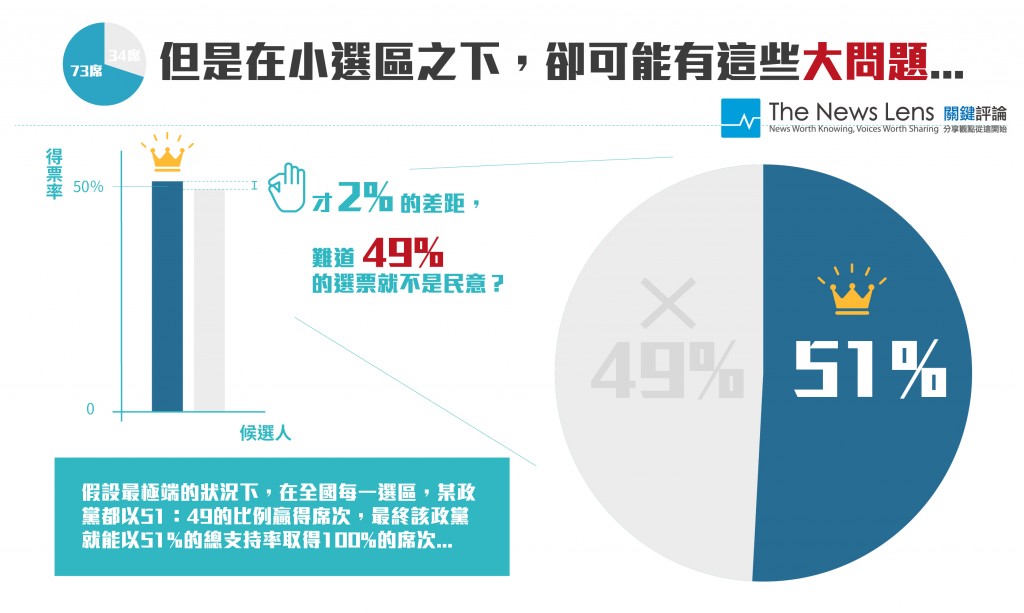 73席
34席
但是在小選區之下，卻可能有這些大問題...
The News Lens 關鍵評論
News Worth Knowing, Voices Worth Sharing 分享觀點從這開始
得票率
50%
0
候選人
才2%的差距，
難道49%
的選票就不是民意？
49%
51%
假設最極端的狀況下，在全國每一選區，某政
黨都以51：49的比例贏得席次，最終該政黨
就能以51%的總支持率取得100%的席次...